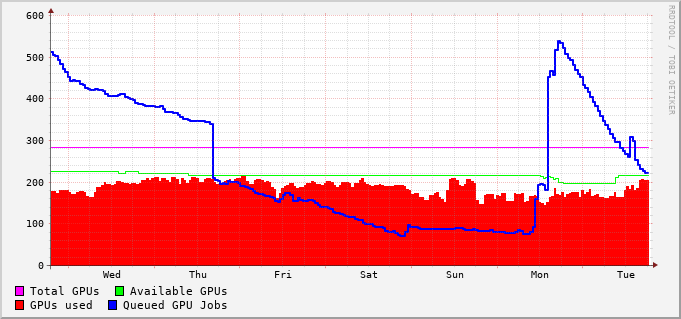 600
500
400
300
200
100
0
Wed Thu Fri Sat Sun Mon Tue
Total GPUs Available GPUs
GPUs used Queued GPU Jobs
RRDTOOL / TOBI OETIKER